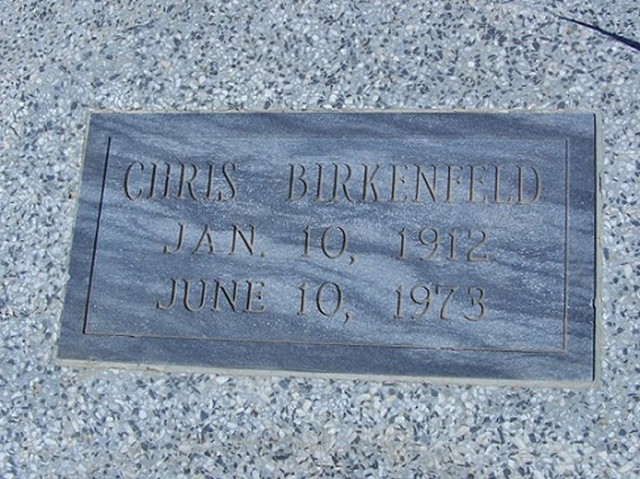 CHRIS BIRKENFELD
JAN. 10, 1912
JUNE 10, 1973